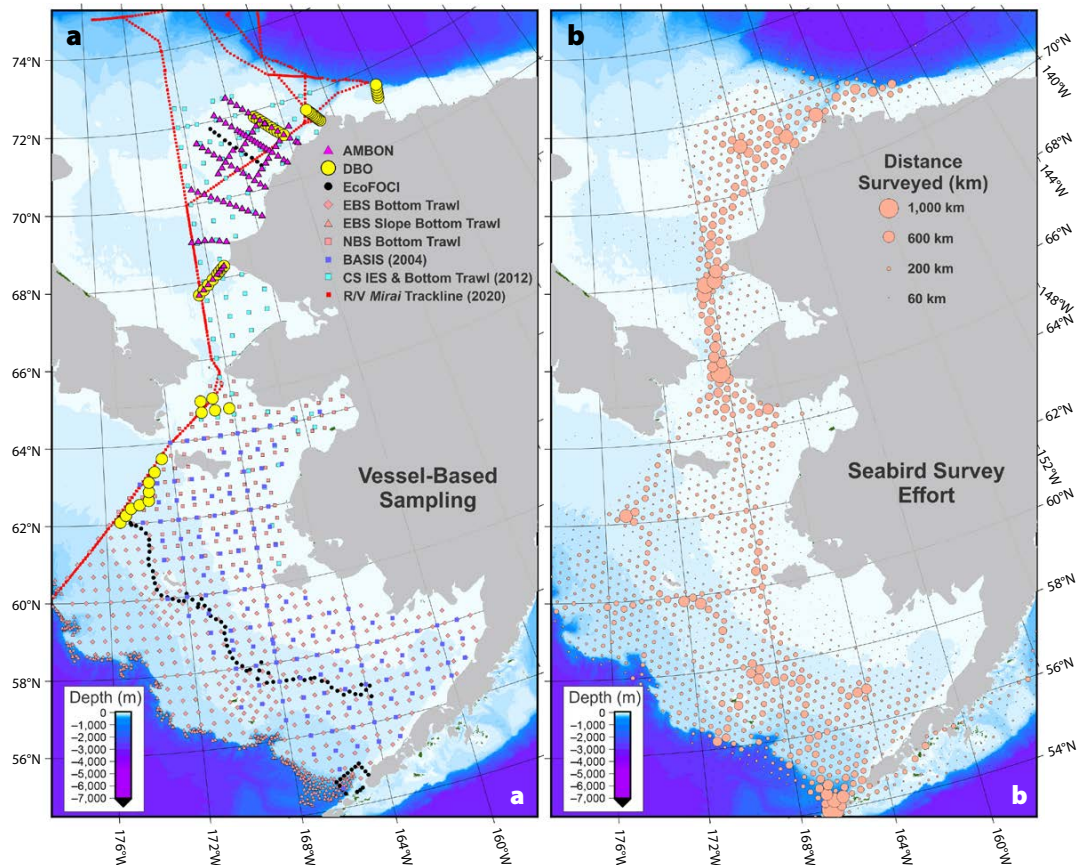 a
74°N
72°N
70°N
68°N
66°N
64°N
62°N
60°N
58°N
56°N
AMBON
DBO
EcoFOCI
EBS Bottom Trawl
EBS Slope Bottom Trawl
NBS Bottom Trawl
BASIS (2004)
CS IES & Bottom Trawl (2012)
R/V Mirai Trackline (2020)
Vessel-Based
Sampling
Depth (m)
0
–1,000
–2,000
–3,000
–4,000
–5,000
–6,000
–7,000
a
176°W
172°W
168°W
164°W
160°W
b
70°N
140°W
68°N
144°W
66°N
148°W
64°N
62°N
152°W
60°N
58°N
56°N
54°N
Distance
Surveyed (km)
1,000 km
600 km
200 km
60 km
Seabird Survey
Effort
Depth (m)
0
–1,000
–2,000
–3,000
–4,000
–5,000
–6,000
–7,000
b
176°W
172°W
168°W
164°W
160°W